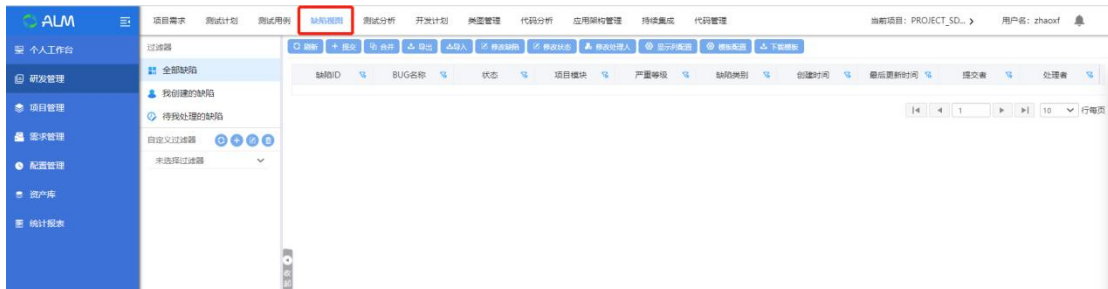 ALM
项目需求 测试计划 测试用例 缺陷视图 测试分析 开发计划 类图管理 代码分析 应用架构管理 持续集成 代码管理 当前项目: PROJECT_SD... 用户名: zhaoxf
个人工作台
研发管理
项目管理
需求管理
配置管理
资产库
统计报表
过滤器
全部缺陷
我创建的缺陷
待我处理的缺陷
自定义过滤器
未选择过滤器
刷新 提交 合并 导出 导入 修改缺陷 修改状态 修改处理人 显示列配置 模板配置 下载模板
缺陷ID BUG名称 状态 项目模块 严重等级 缺陷类别 创建时间 最后更新时间 提交者 处理者
1 10 行每页
收起